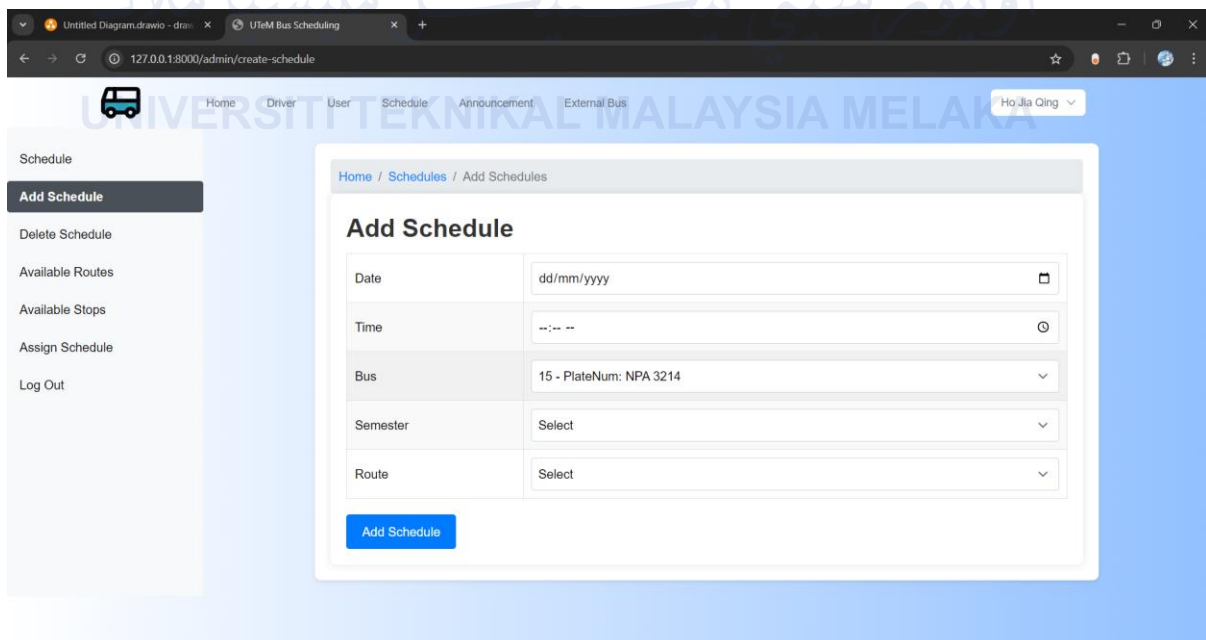 Untitled Diagram.drawio - draw
UTeM Bus Scheduling
127.0.0.1:8000/admin/create-schedule
UNIVERSITI TEKNIKAL MALAYSIA MELAKA
Home Driver User Schedule Announcement External Bus
Ho Jia Qing
Schedule
Add Schedule
Delete Schedule
Available Routes
Available Stops
Assign Schedule
Log Out
Home / Schedules / Add Schedules
Add Schedule
Date dd/mm/yyyy
Time --:-- --
Bus 15 - PlateNum: NPA 3214
Semester Select
Route Select
Add Schedule